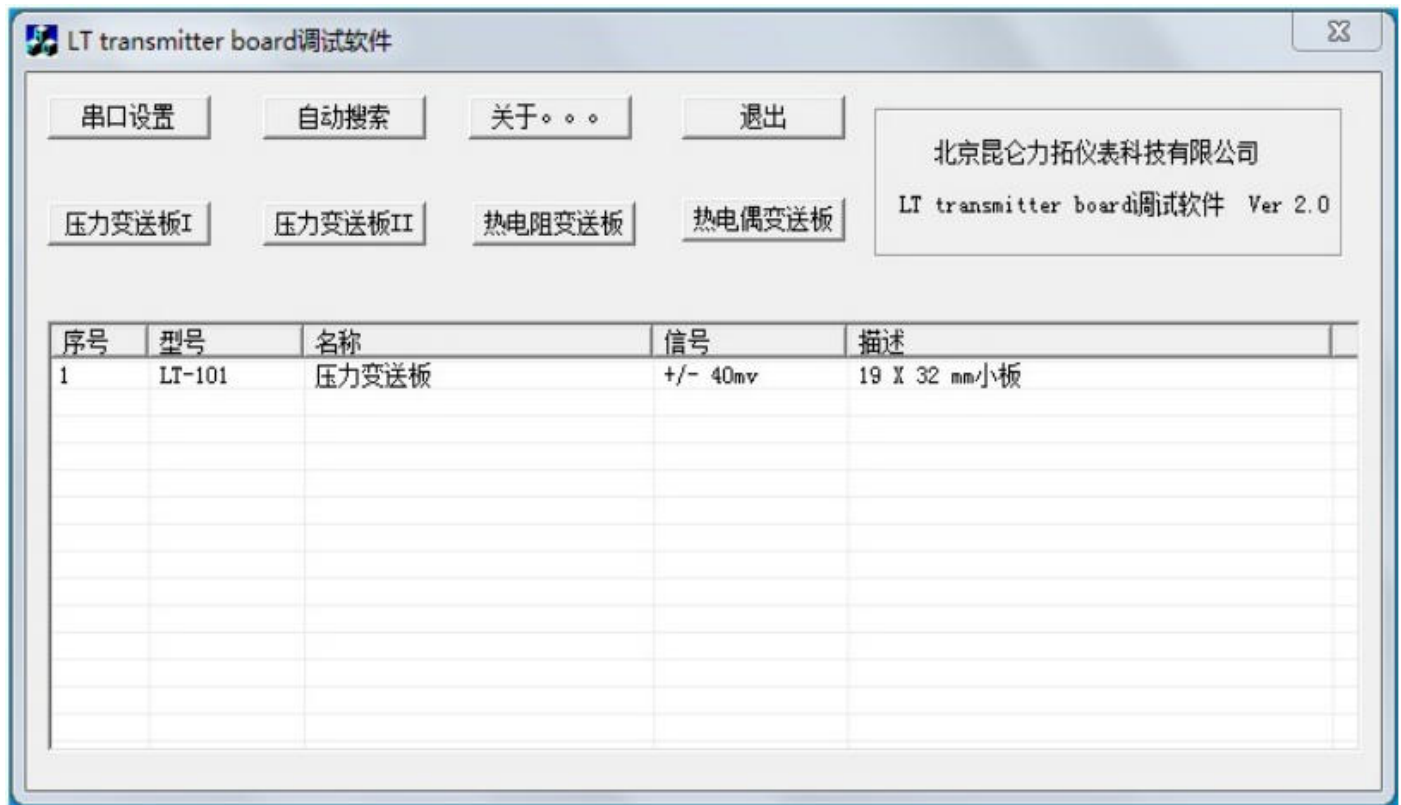 LT transmitter board调试软件
串口设置 自动搜索 关于。。。 退出
北京昆仑力拓仪表科技有限公司
压力变送板I 压力变送板II 热电阻变送板 热电偶变送板
LT transmitter board调试软件 Ver 2.0
序号 型号 名称 信号 描述
1 LT-101 压力变送板 +/- 40mv 19 X 32 mm小板